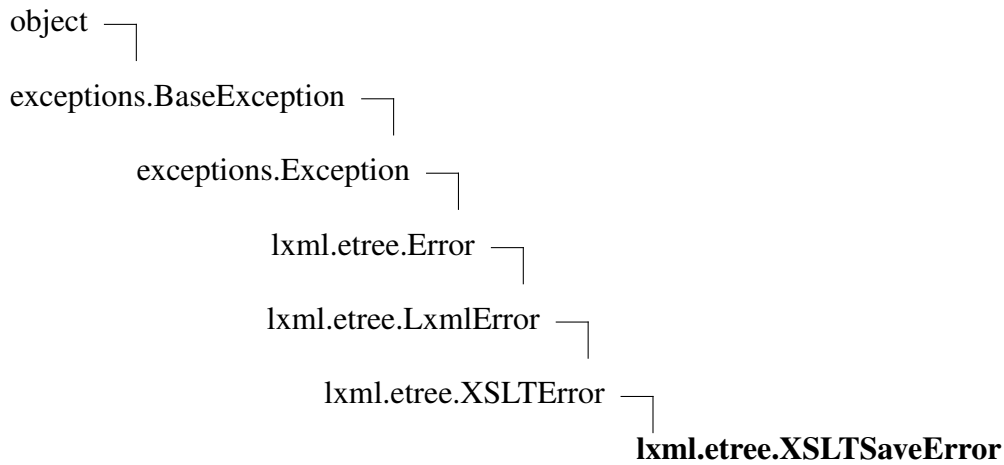 object
exceptions.BaseException
exceptions.Exception
lxml.etree.Error
lxml.etree.LxmlError
lxml.etree.XSLTError
lxml.etree.XSLTSaveError